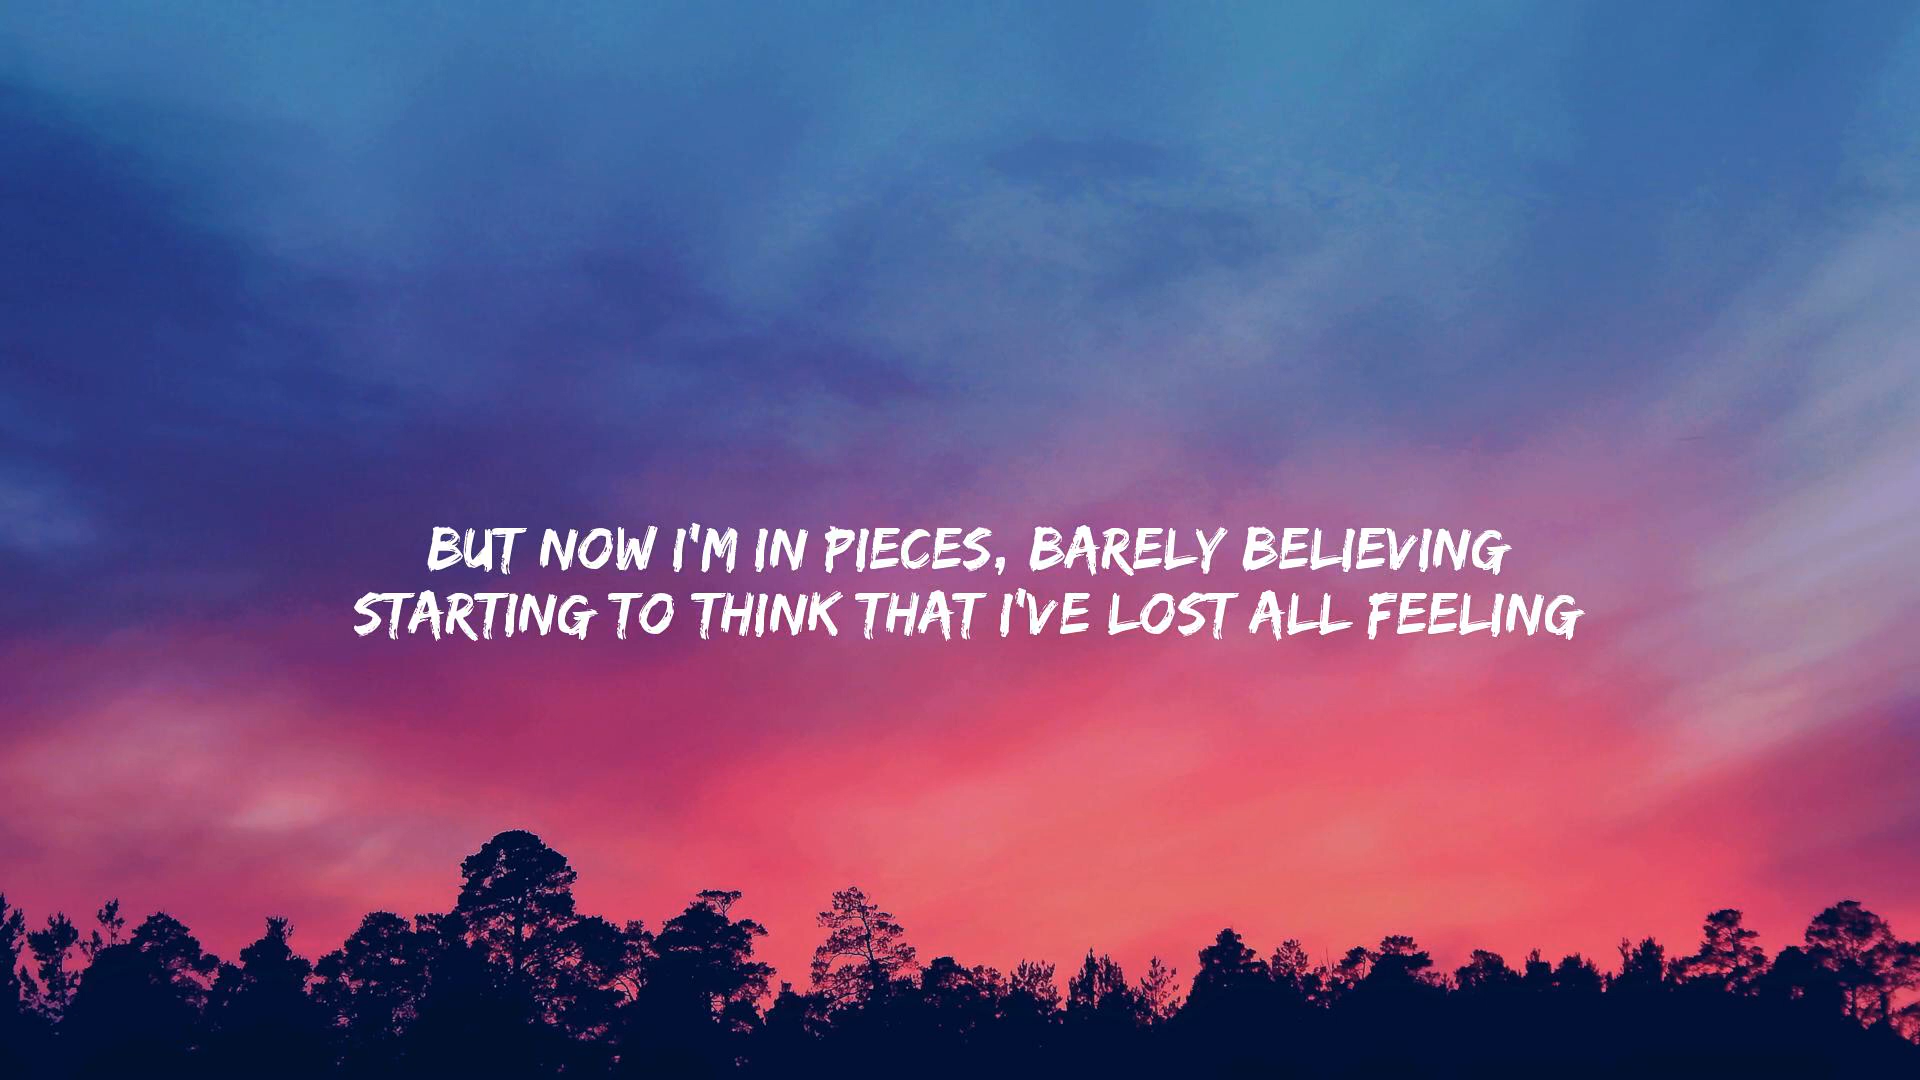 BUT NOW I'M IN PIECES, BARELY BELIEVING
STARTING TO THINK THAT I'VE LOST ALL FEELING